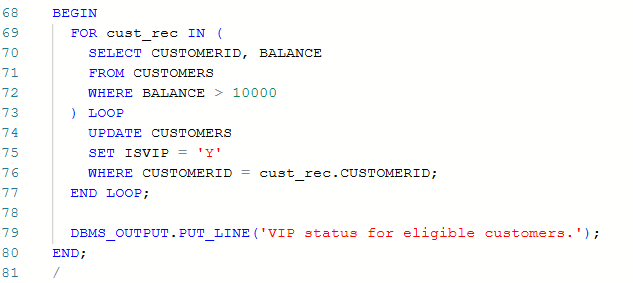 68 BEGIN
69 FOR cust_rec IN (
70 SELECT CUSTOMERID, BALANCE
71 FROM CUSTOMERS
72 WHERE BALANCE > 10000
73 ) LOOP
74 UPDATE CUSTOMERS
75 SET ISVIP = 'Y'
76 WHERE CUSTOMERID = cust_rec.CUSTOMERID;
77 END LOOP;
78
79 DBMS_OUTPUT.PUT_LINE('VIP status for eligible customers.');
80 END;
81 /